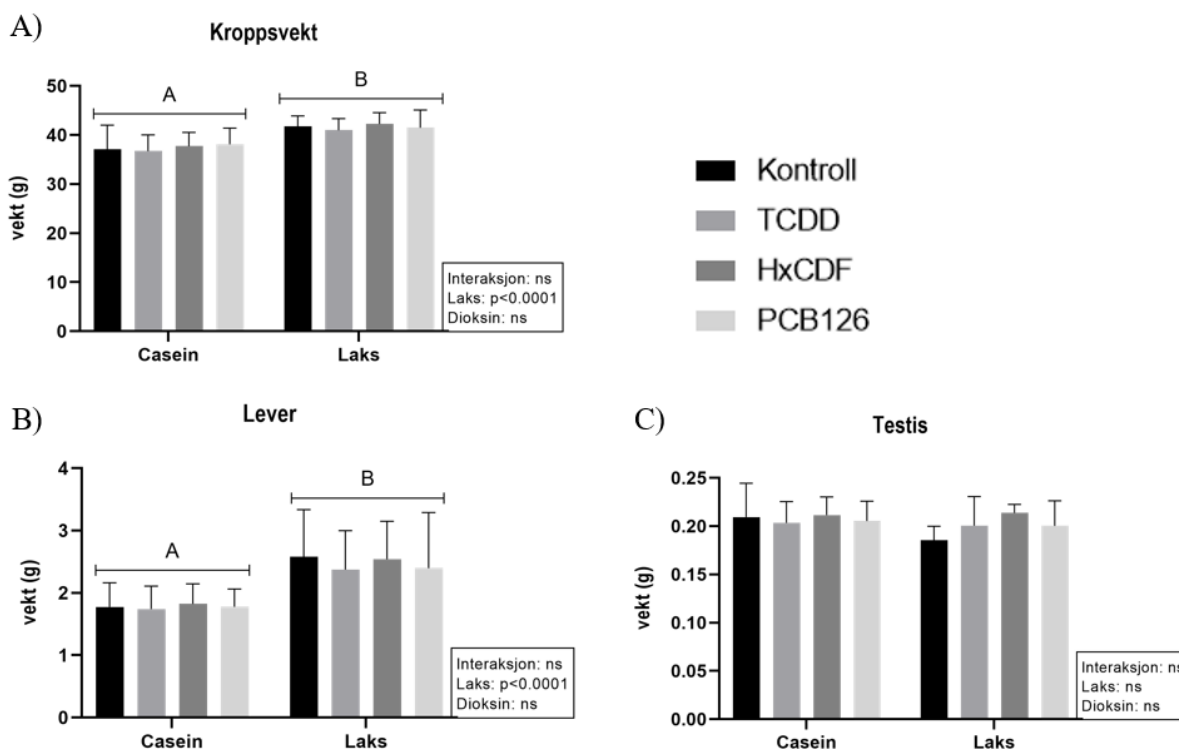 A)
Kroppsvekt
vekt (g)
50
40
30
20
10
0
A
B
Casein
Laks
Interaksjon: ns
Laks: p<0.0001
Dioksin: ns
Kontroll
TCDD
HxCDF
PCB126
B)
Lever
vekt (g)
4
3
2
1
0
A
B
Casein
Laks
Interaksjon: ns
Laks: p<0.0001
Dioksin: ns
C)
Testis
vekt (g)
0.25
0.20
0.15
0.10
0.05
0.00
Casein
Laks
Interaksjon: ns
Laks: ns
Dioksin: ns